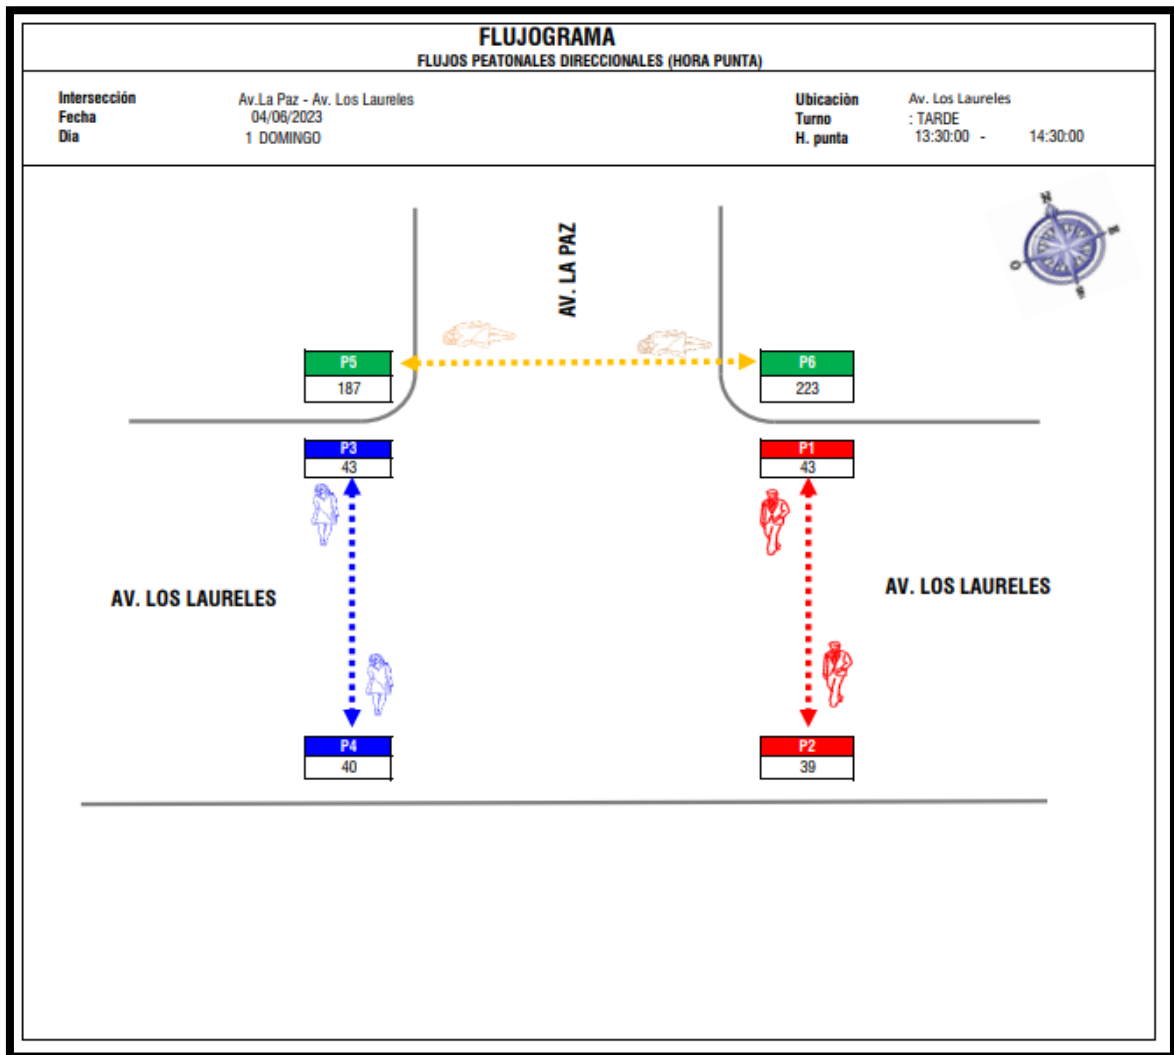 FLUJOGRAMA
FLUJOS PEATONALES DIRECCIONALES (HORA PUNTA)
Intersección Av.La Paz - Av. Los Laureles Ubicaciòn Av. Los Laureles
Fecha 04/06/2023 Turno : TARDE
Dia 1 DOMINGO H. punta 13:30:00 - 14:30:00
AV. LA PAZ
N
O
P5 P6
187 223
P3 P1
43 43
AV. LOS LAURELES AV. LOS LAURELES
P4 P2
40 39